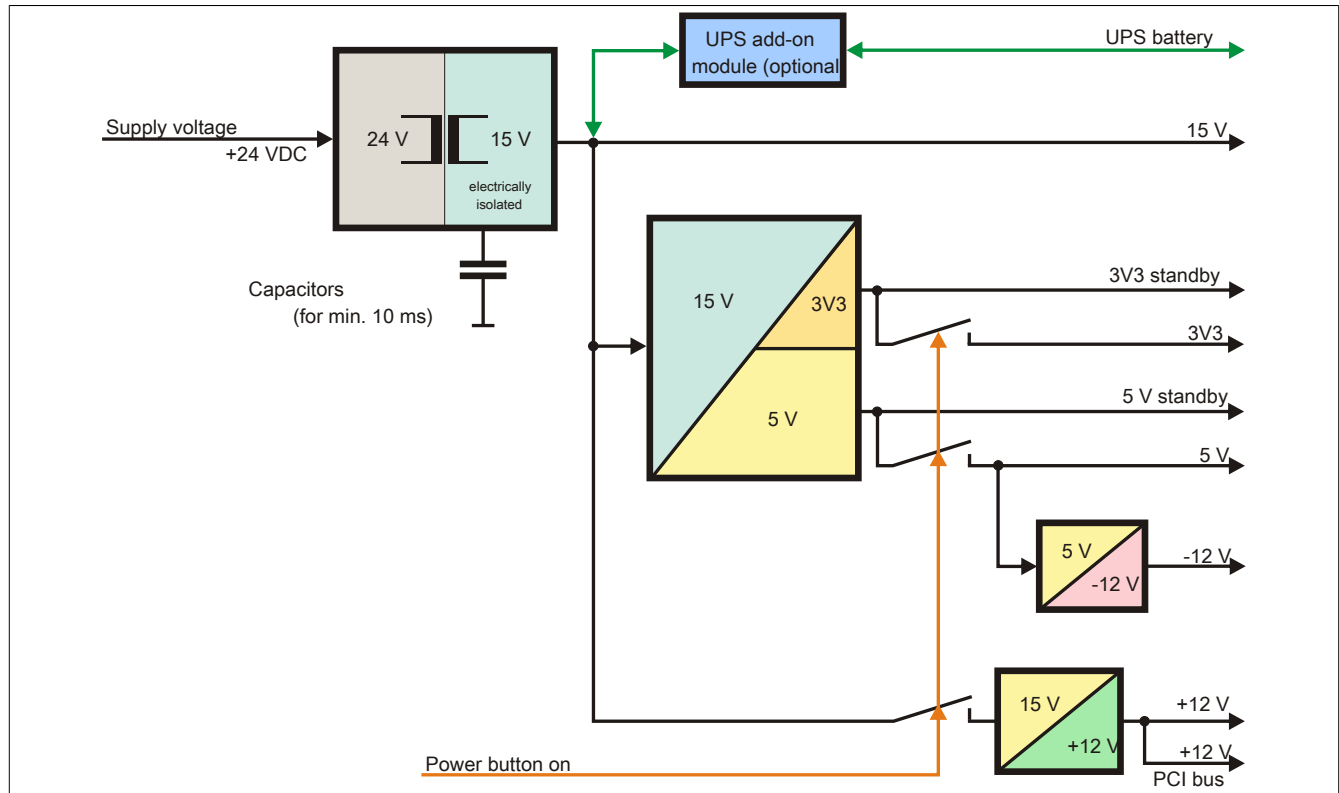 UPS add-on
module (optional
UPS battery
Supply voltage
+24 VDC
24 V
15 V
electrically
isolated
15 V
Capacitors
(for min. 10 ms)
15 V
3V3
5 V
3V3 standby
3V3
5 V standby
5 V
5 V
-12 V
-12 V
15 V
+12 V
+12 V
+12 V
PCI bus
Power button on